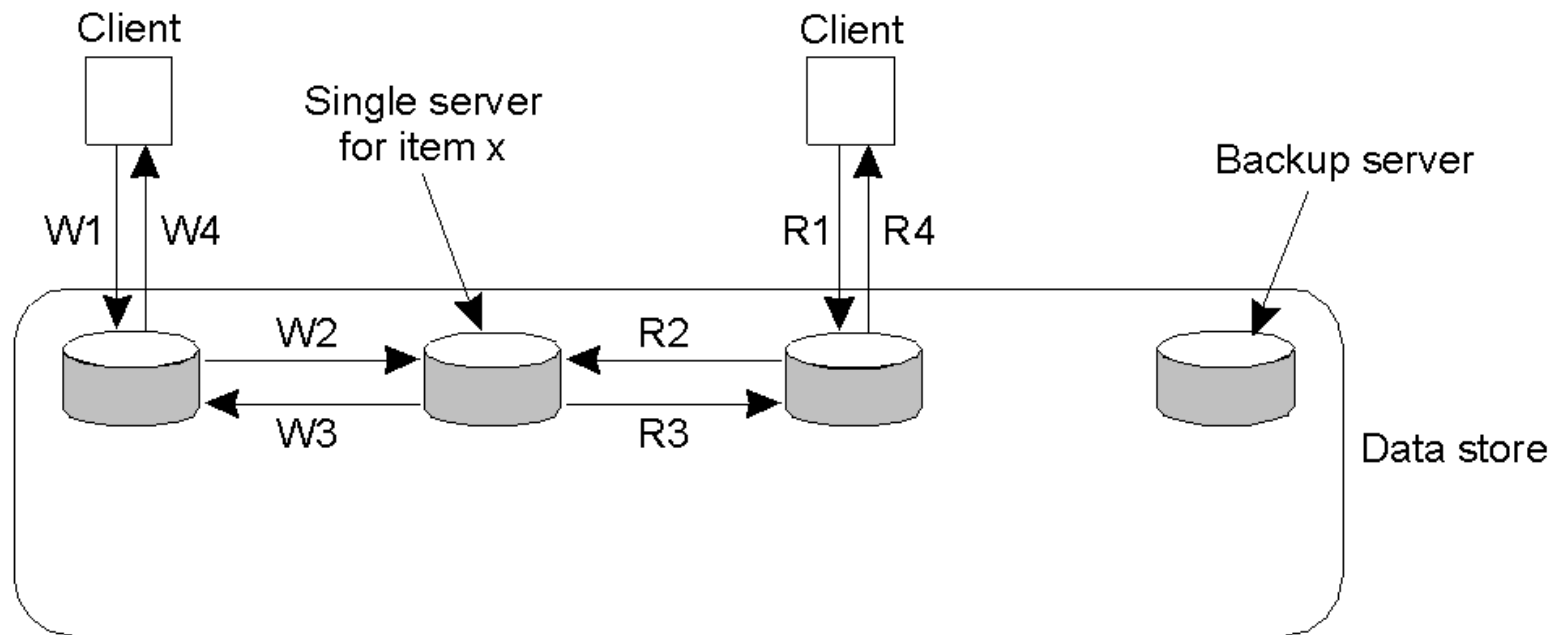 Client
Client
Single server
for item x
Backup server
W1
W4
R1
R4
W2
R2
W3
R3
Data store